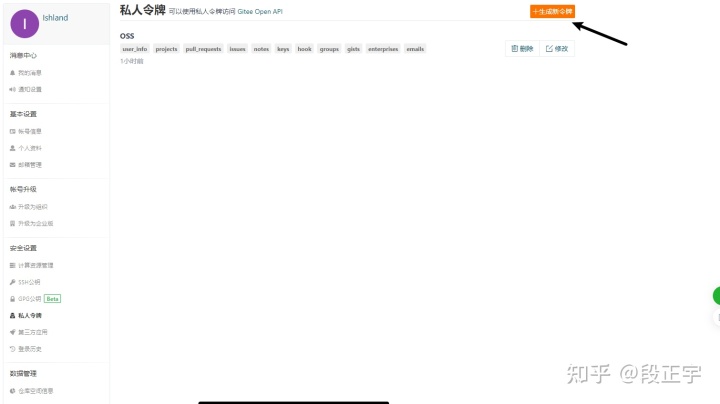 I
Ishland
消息中心
我的消息
通知设置
基本设置
帐号信息
个人资料
邮箱管理
帐号升级
升级为组织
升级为企业版
安全设置
计算资源管理
SSH公钥
GPG公钥 Beta
私人令牌
第三方应用
登录历史
数据管理
仓库空间信息
私人令牌 可以使用私人令牌访问 Gitee Open API
+生成新令牌
OSS
user_info projects pull_requests issues notes keys hook groups gists enterprises emails
1小时前
删除 修改
知乎 @段正宇